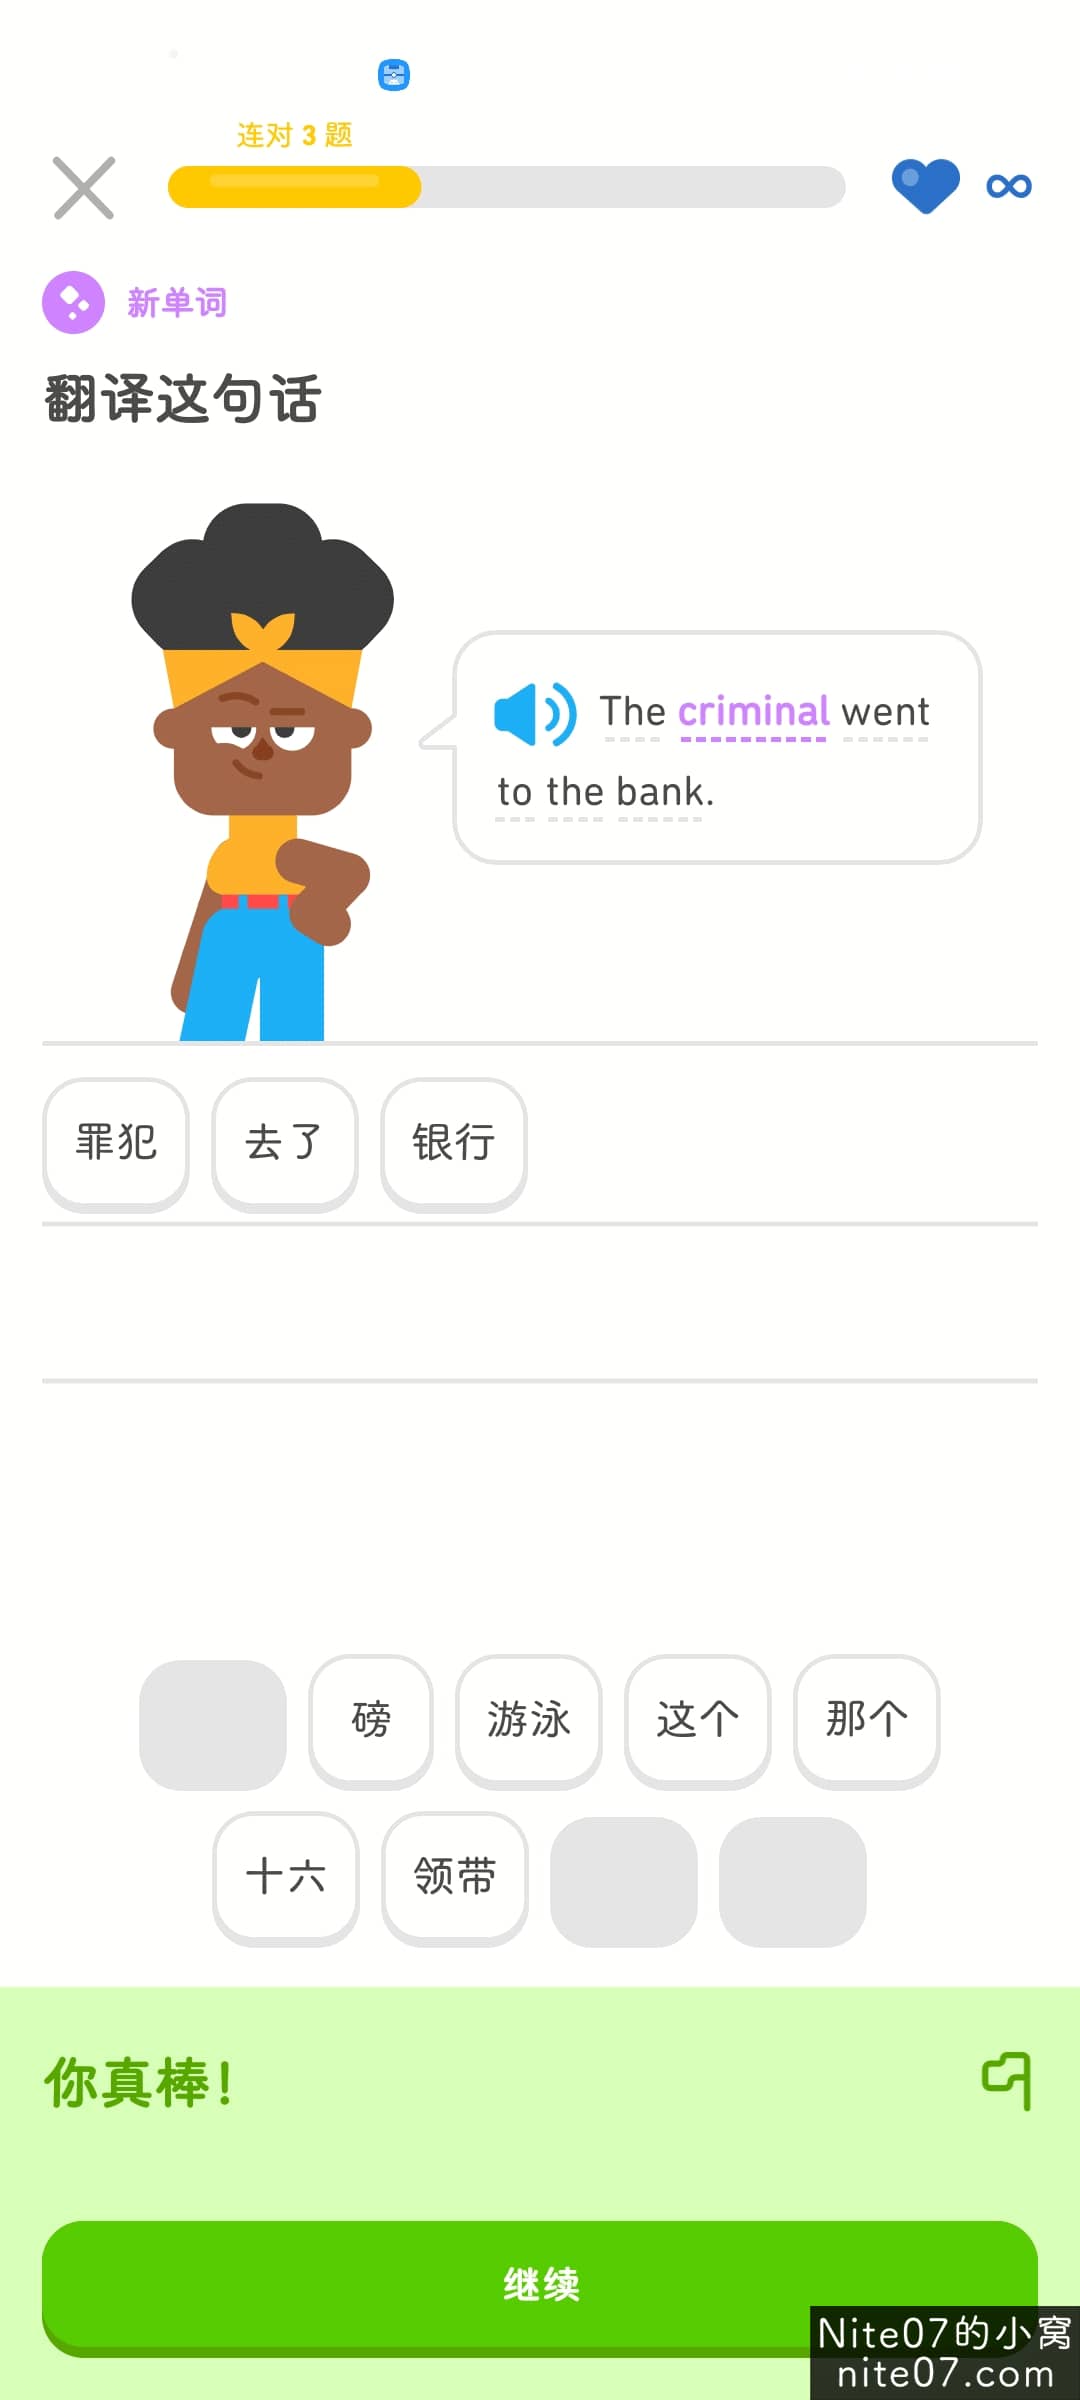 连对 3 题
新单词
翻译这句话
The criminal went
to the bank.
罪犯 去了 银行
磅 游泳 这个 那个
十六 领带
你真棒！
继续
Nite07的小窝
nite07.com